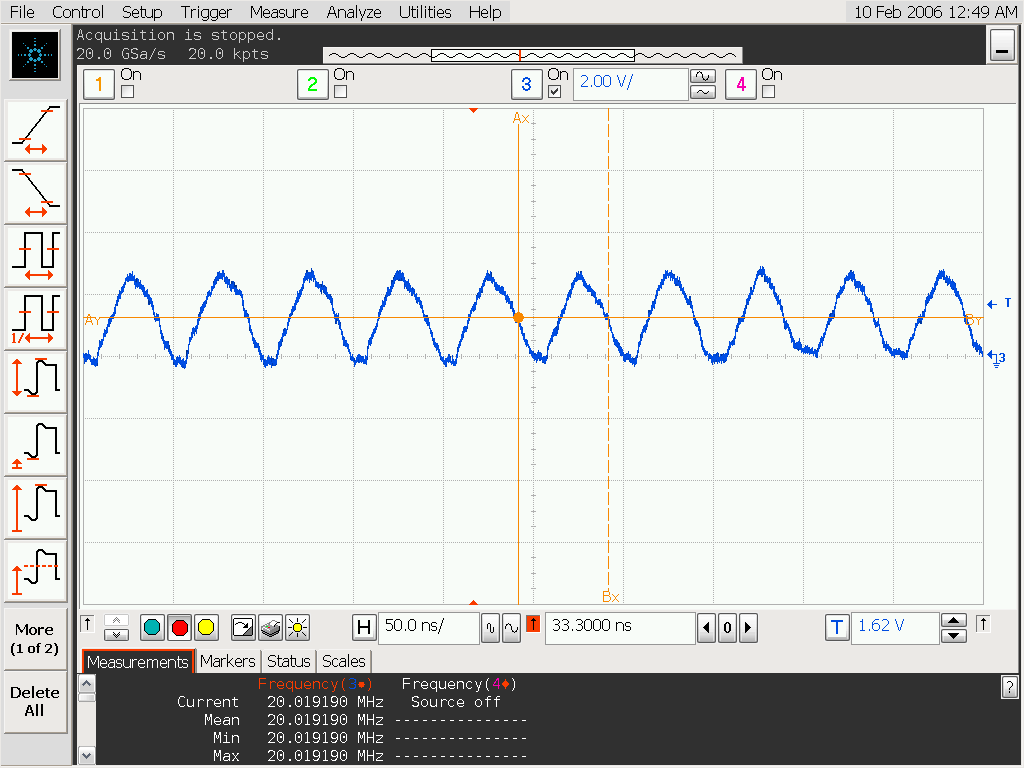 File Control Setup Trigger Measure Analyze Utilities Help 10 Feb 2006 12:49 AM
Acquisition is stopped.
20.0 GSa/s 20.0 kpts
1 On 2 On 3 On 2.00 V/ 4 On
Ax
T
Ay By
3
Bx
1/
More
(1 of 2)
Delete
All
H 50.0 ns/ 33.3000 ns 0 T 1.62 V
Measurements Markers Status Scales
Frequency(3) Frequency(4)
?
Current 20.019190 MHz Source off
Mean 20.019190 MHz ---------------
Min 20.019190 MHz ---------------
Max 20.019190 MHz ---------------